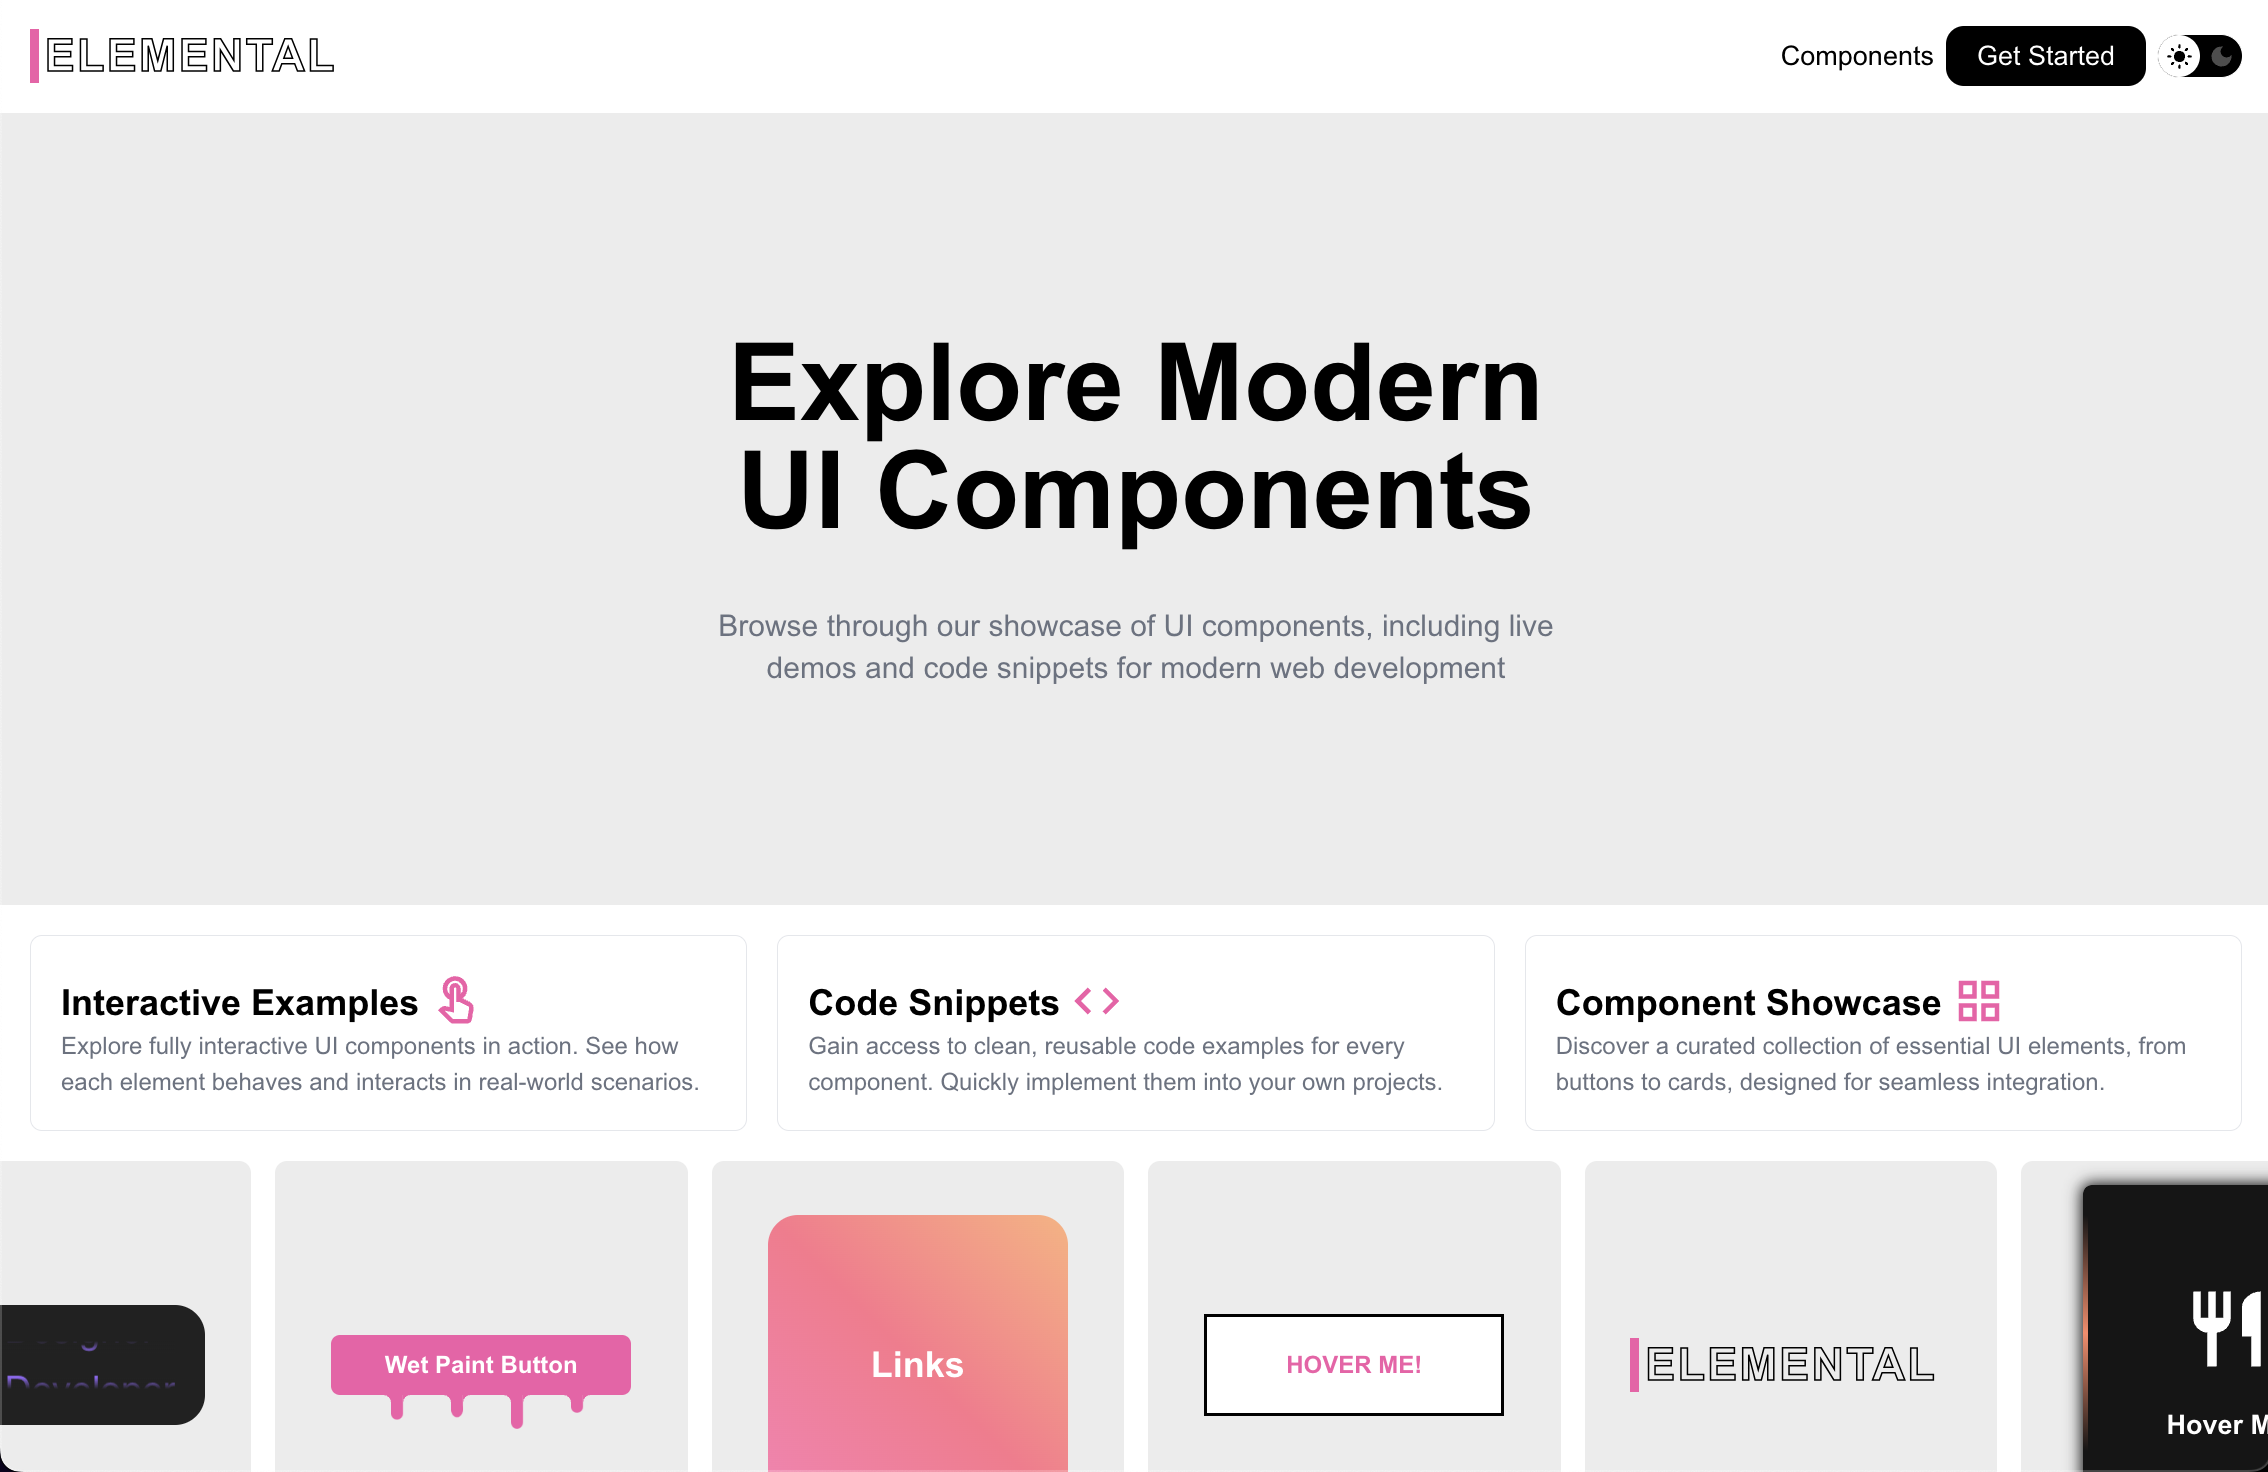 ELEMENTAL
Components
Get Started
Explore Modern
UI Components
Browse through our showcase of UI components, including live
demos and code snippets for modern web development
Interactive Examples
Explore fully interactive UI components in action. See how
each element behaves and interacts in real-world scenarios.
Code Snippets
Gain access to clean, reusable code examples for every
component. Quickly implement them into your own projects.
Component Showcase
Discover a curated collection of essential UI elements, from
buttons to cards, designed for seamless integration.
Developer
Wet Paint Button
Links
HOVER ME!
ELEMENTAL
Hover